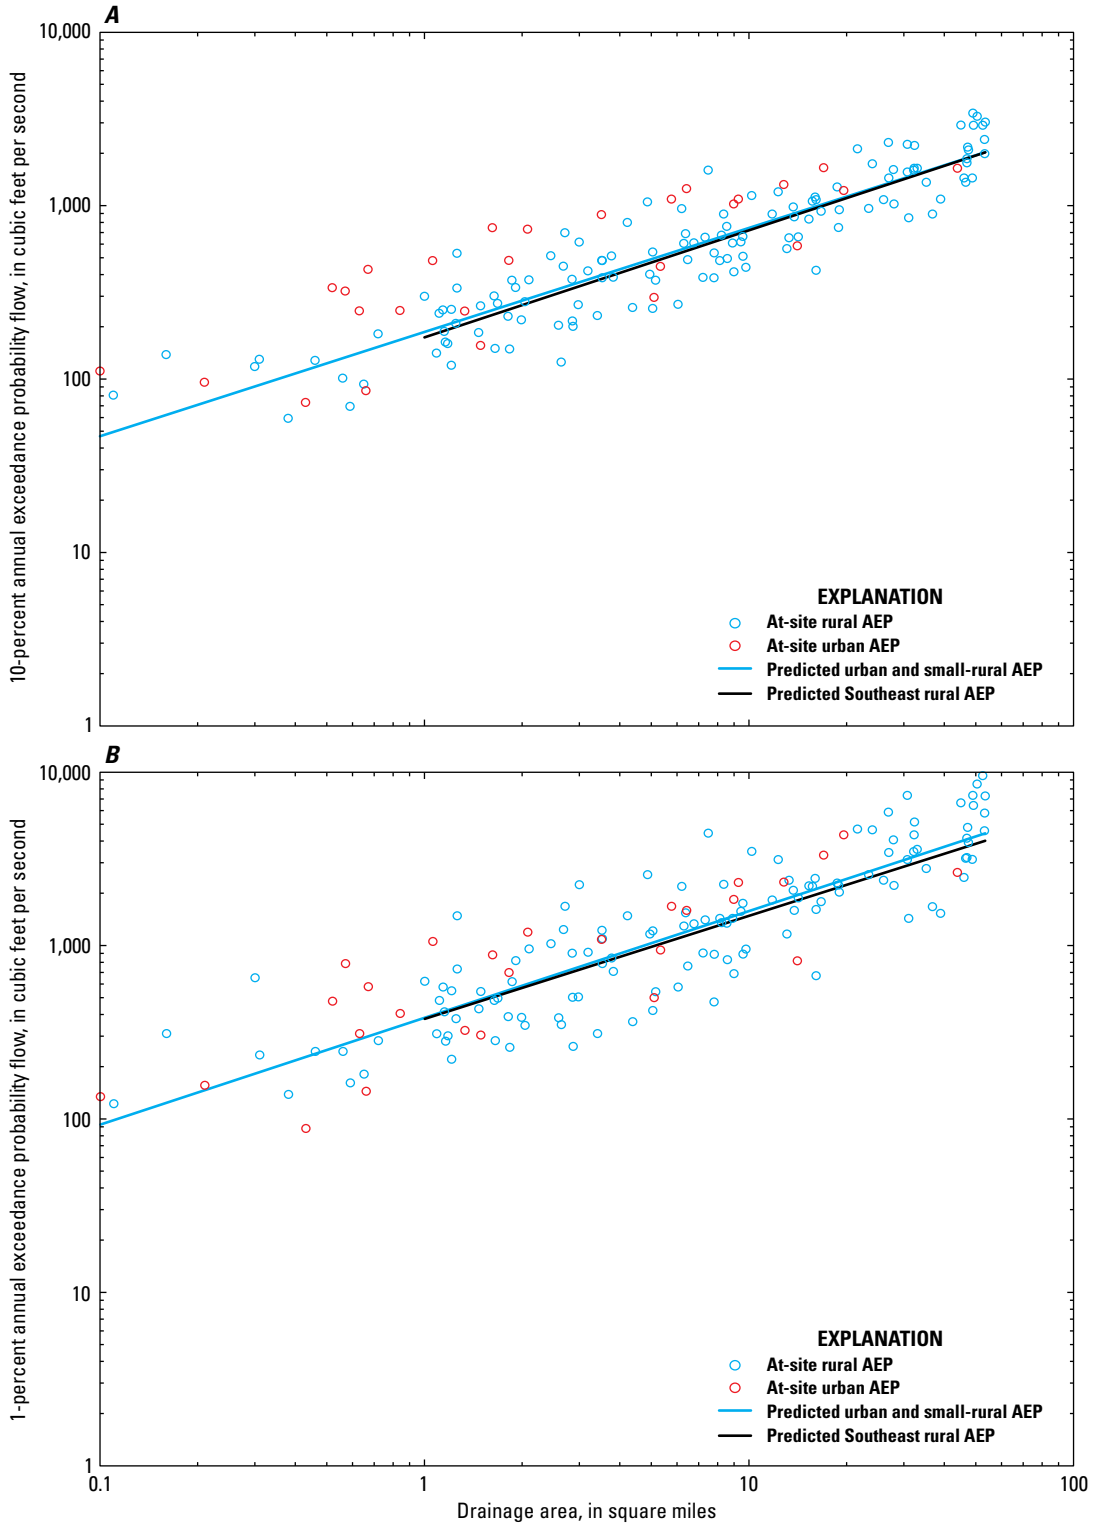 A
10-percent annual exceedance probability flow, in cubic feet per second
10,000
1,000
100
10
1
EXPLANATION
At-site rural AEP
At-site urban AEP
Predicted urban and small-rural AEP
Predicted Southeast rural AEP
B
1-percent annual exceedance probability flow, in cubic feet per second
10,000
1,000
100
10
1
EXPLANATION
At-site rural AEP
At-site urban AEP
Predicted urban and small-rural AEP
Predicted Southeast rural AEP
0.1 1 10 100
Drainage area, in square miles